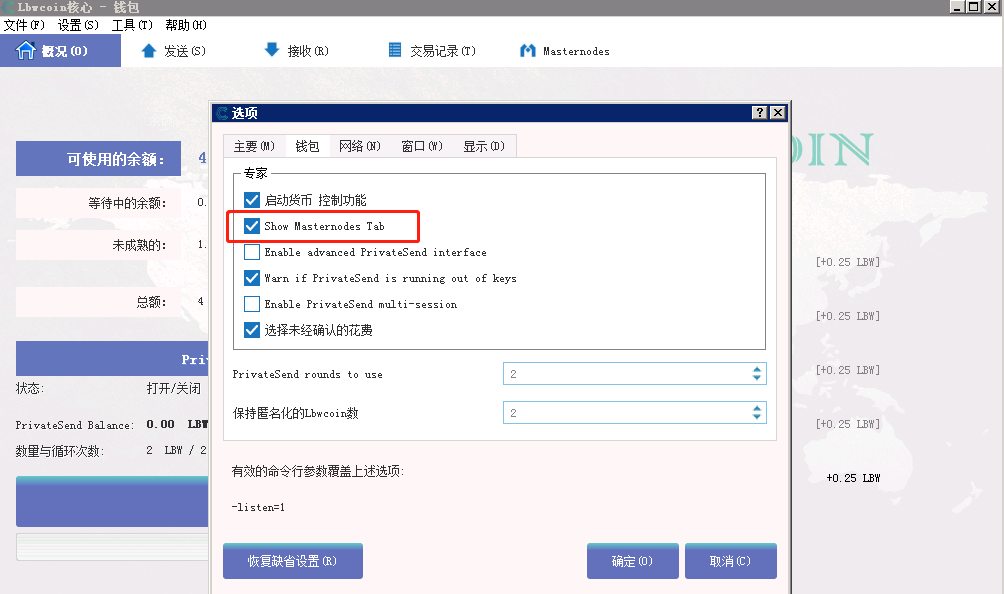 Lbwcoin核心 - 钱包
文件(F) 设置(S) 工具(T) 帮助(H)
概况(O) 发送(S) 接收(R) 交易记录(T) Masternodes
选项
主要(M) 钱包 网络(N) 窗口(W) 显示(D)
专家
启动货币 控制功能
Show Masternodes Tab
Enable advanced PrivateSend interface
Warn if PrivateSend is running out of keys
Enable PrivateSend multi-session
选择未经确认的花费
PrivateSend rounds to use 2
保持匿名化的Lbwcoin数 2
有效的命令行参数覆盖上述选项:
-listen=1
恢复缺省设置(R) 确定(O) 取消(C)
可使用的余额: 4
等待中的余额: 0.
未成熟的: 1.
总额: 4
Priv
状态: 打开/关闭
PrivateSend Balance: 0.00 LBW
数量与循环次数: 2 LBW / 2
OIN
[+0.25 LBW]
[+0.25 LBW]
[+0.25 LBW]
[+0.25 LBW]
+0.25 LBW